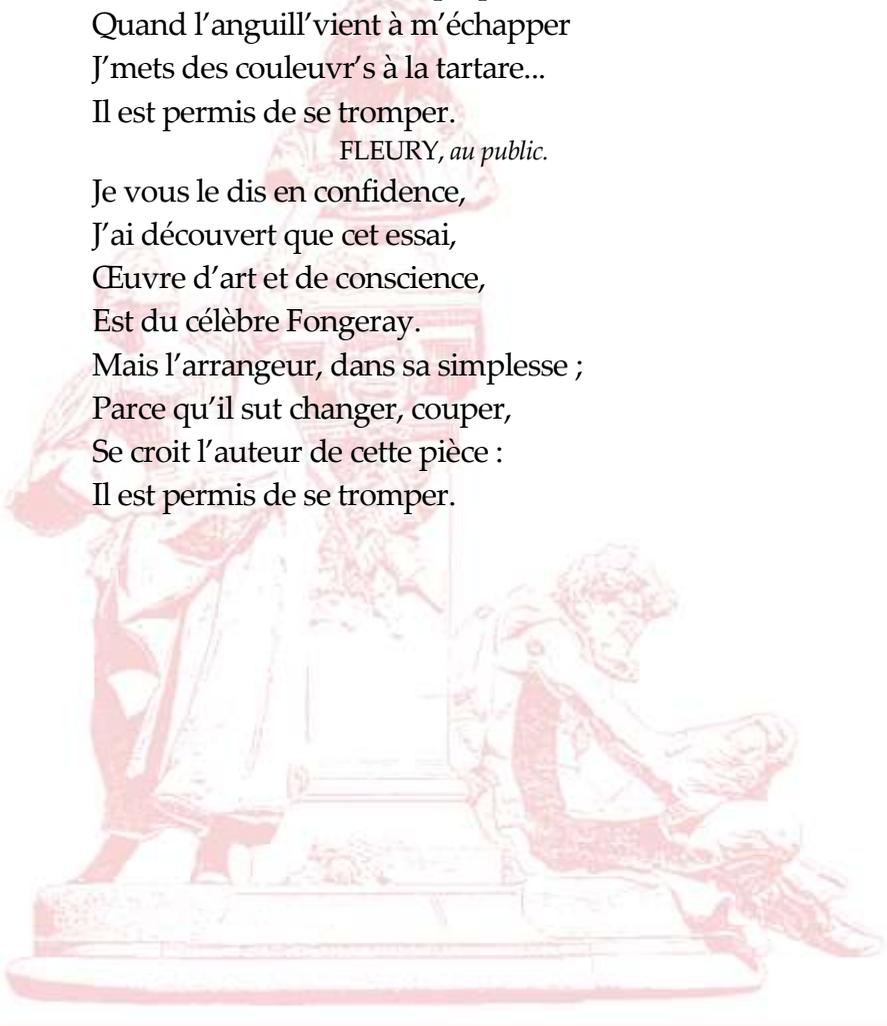 Quand l’anguill’vient à m’échapper
J’mets des couleuvr’s à la tartare...
Il est permis de se tromper.
FLEURY, au public.
Je vous le dis en confidence,
J’ai découvert que cet essai,
Œuvre d’art et de conscience,
Est du célèbre Fongeray.
Mais l’arrangeur, dans sa simplesse ;
Parce qu’il sut changer, couper,
Se croit l’auteur de cette pièce :
Il est permis de se tromper.